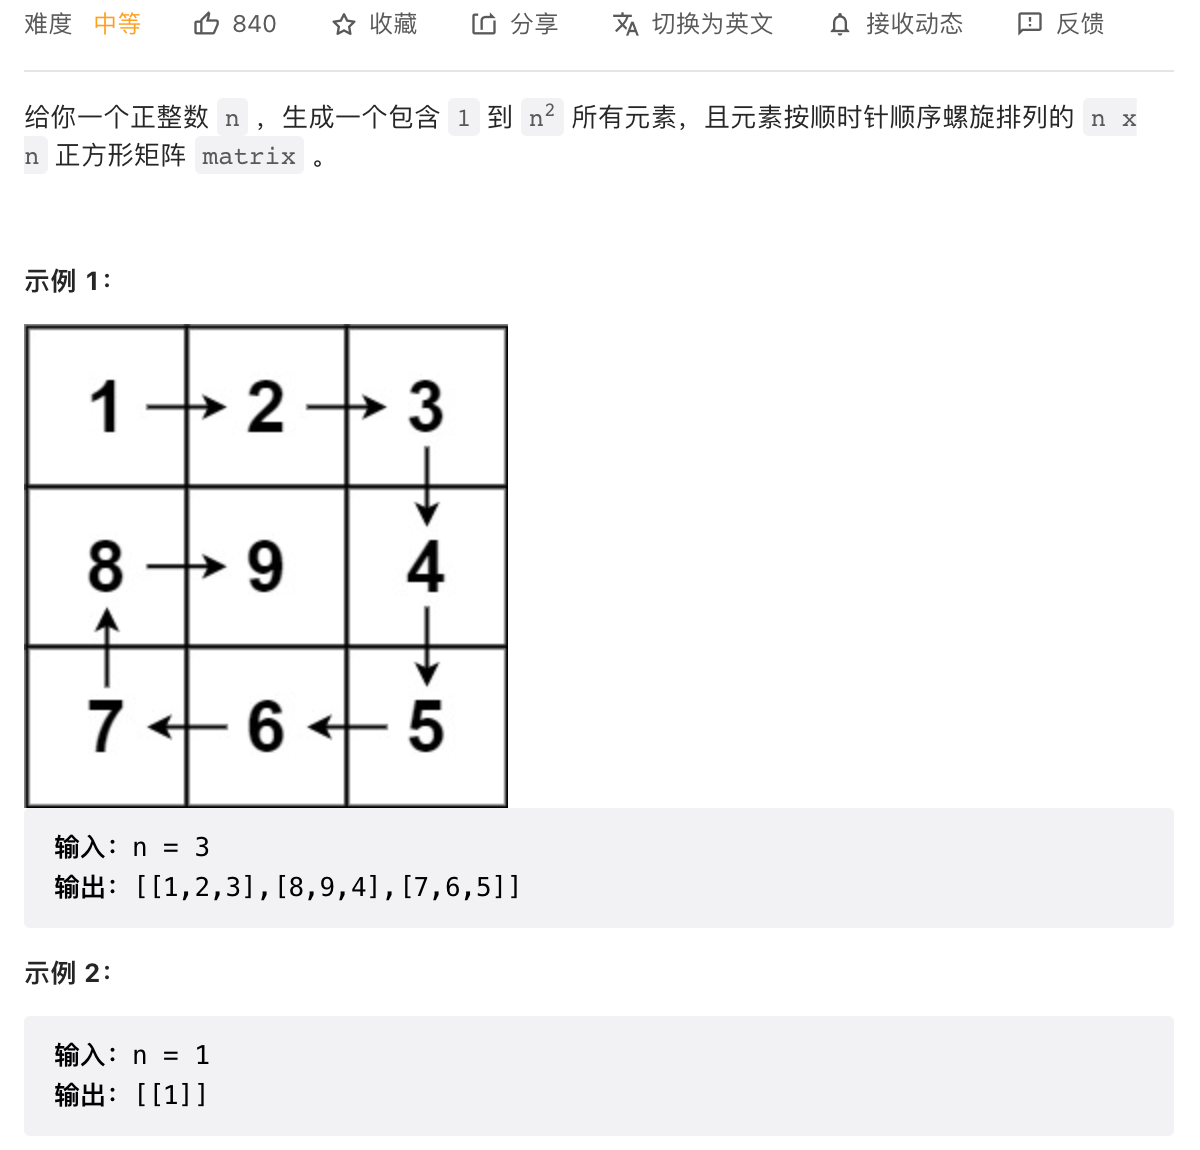 难度 中等 840 收藏 分享 切换为英文 接收动态 反馈
给你一个正整数 n ，生成一个包含 1 到 n² 所有元素，且元素按顺时针顺序螺旋排列的 n x
n 正方形矩阵 matrix 。
示例 1：
1 2 3
8 9 4
7 6 5
输入：n = 3
输出：[[1,2,3],[8,9,4],[7,6,5]]
示例 2：
输入：n = 1
输出：[[1]]